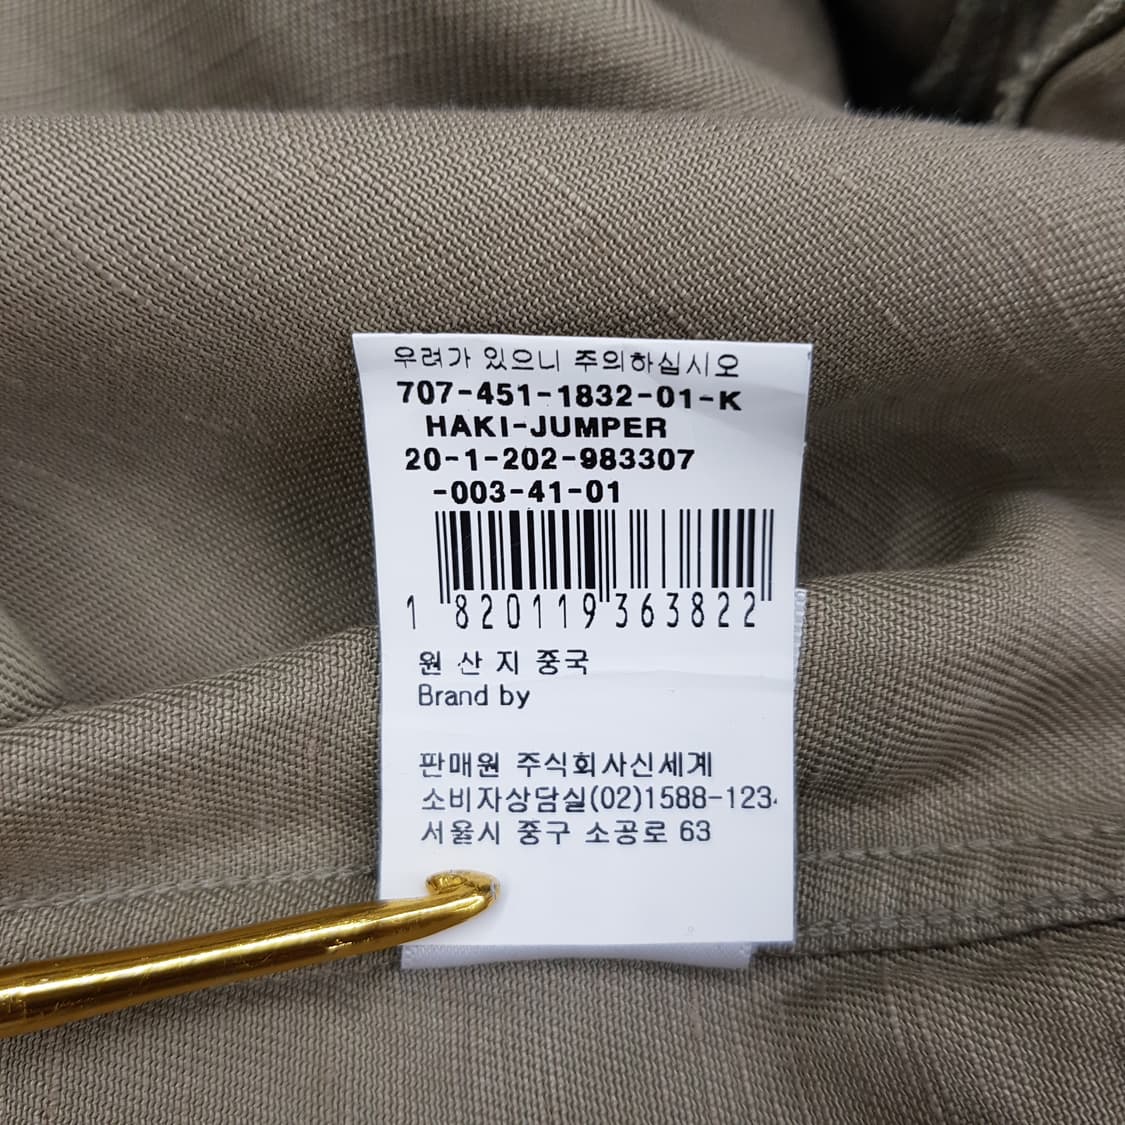 우려가 있으니 주의하십시오
707-451-1832-01-K
HAKI-JUMPER
20-1-202-983307
-003-41-01
1 820119 363822
원 산 지 중국
Brand by
판매원 주식회사신세계
소비자상담실(02)1588-123
서울시 중구 소공로 63